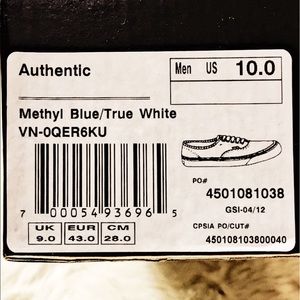 Authentic
Men US 10.0
Methyl Blue/True White
VN-0QER6KU
PO#
4501081038
GSI-04/12
7 00054 93696 5
CPSIA PO/CUT#
450108103800040
UK EUR CM
9.0 43.0 28.0